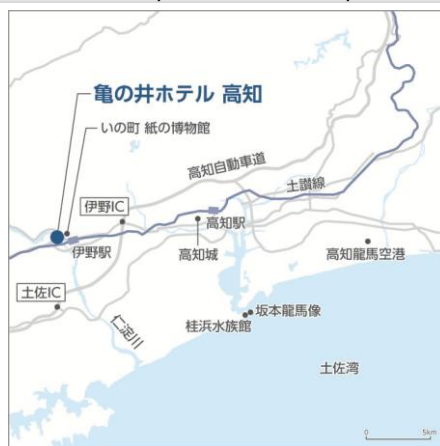 亀の井ホテル 高知
いの町 紙の博物館
高知自動車道
土讃線
伊野IC
高知駅
伊野駅
高知城
高知龍馬空港
土佐IC
仁淀川
坂本龍馬像
桂浜水族館
土佐湾
0 5km